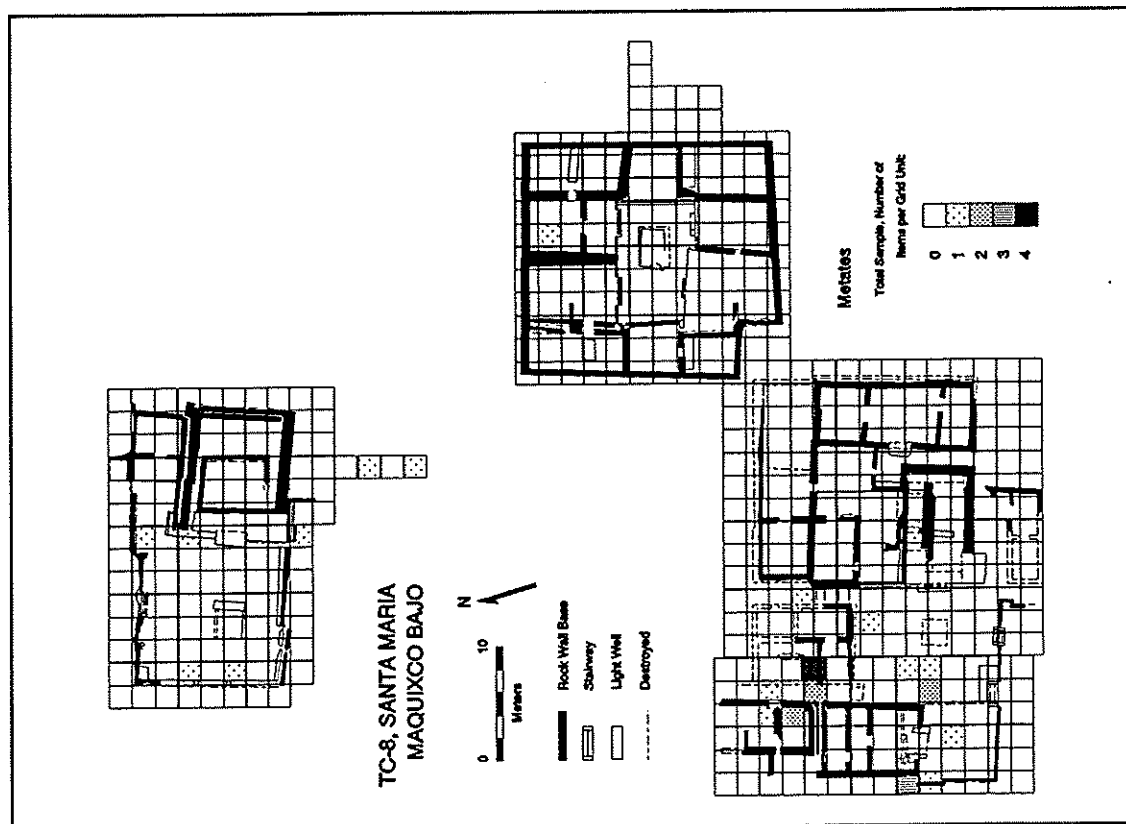 TC-8, SANTA MARIA
MAQUIXCO BAJO
N
0 10
Meters
Rock Wall Base
Stairway
Light Well
Destroyed
Metates
Total Sample, Number of
Items per Grid Unit:
0
1
2
3
4